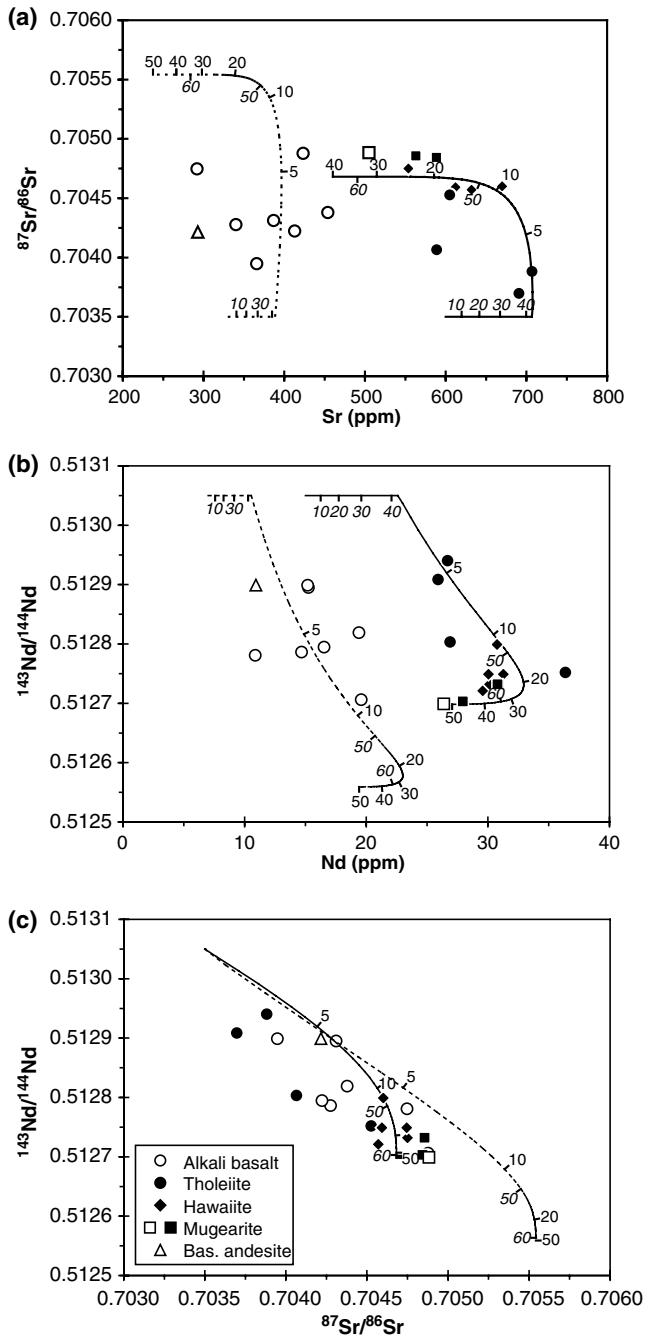 (a)
0.7060
0.7055
0.7050
0.7045
0.7040
0.7035
0.7030
87Sr/86Sr
50 40 30 20
60 50 10
5
10 30
40 30 20 10
60 50
5
10 20 30 40
200 300 400 500 600 700 800
Sr (ppm)
(b)
0.5131
0.5130
0.5129
0.5128
0.5127
0.5126
0.5125
143Nd/144Nd
10 30
10 20 30 40
5
5
10
50
20
60
50 40 30
10
50
20
60
50 40 30
0 10 20 30 40
Nd (ppm)
(c)
0.5131
0.5130
0.5129
0.5128
0.5127
0.5126
0.5125
143Nd/144Nd
5
5
10
50
60 50
10
50
20
60 50
Alkali basalt
Tholeiite
Hawaiite
Mugearite
Bas. andesite
0.7030 0.7035 0.7040 0.7045 0.7050 0.7055 0.7060
87Sr/86Sr